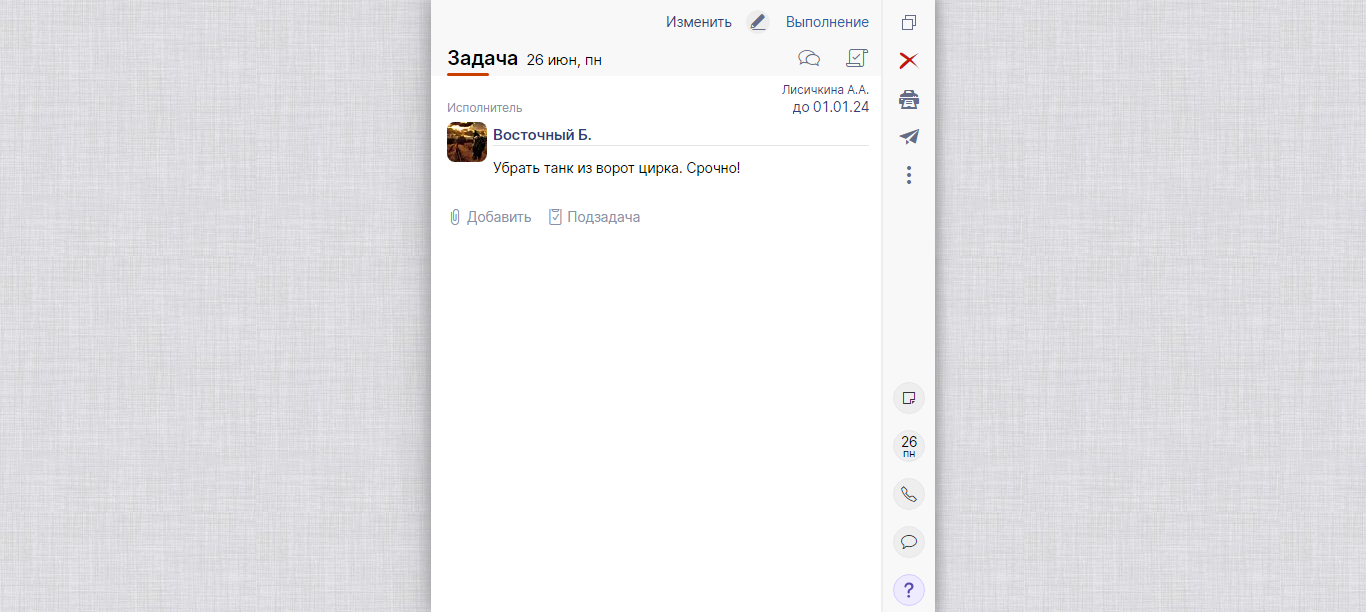 Изменить Выполнение
Задача 26 июн, пн
Лисичкина А.А.
Исполнитель до 01.01.24
Восточный Б.
Убрать танк из ворот цирка. Срочно!
Добавить Подзадача
26
пн
?